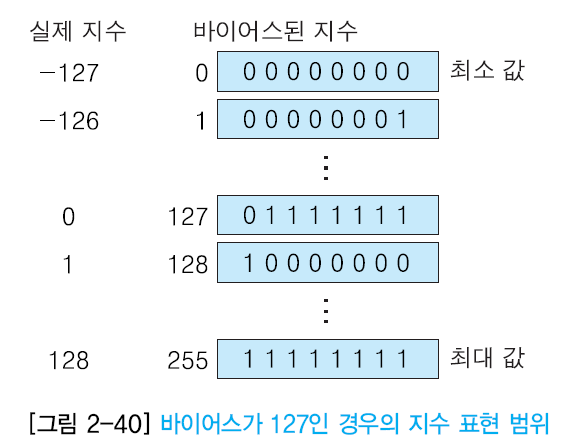 실제 지수 바이어스된 지수
−127 0 0 0 0 0 0 0 0 0 최소 값
−126 1 0 0 0 0 0 0 0 1
⋮
0 127 0 1 1 1 1 1 1 1
1 128 1 0 0 0 0 0 0 0
⋮
128 255 1 1 1 1 1 1 1 1 최대 값
[그림 2-40] 바이어스가 127인 경우의 지수 표현 범위